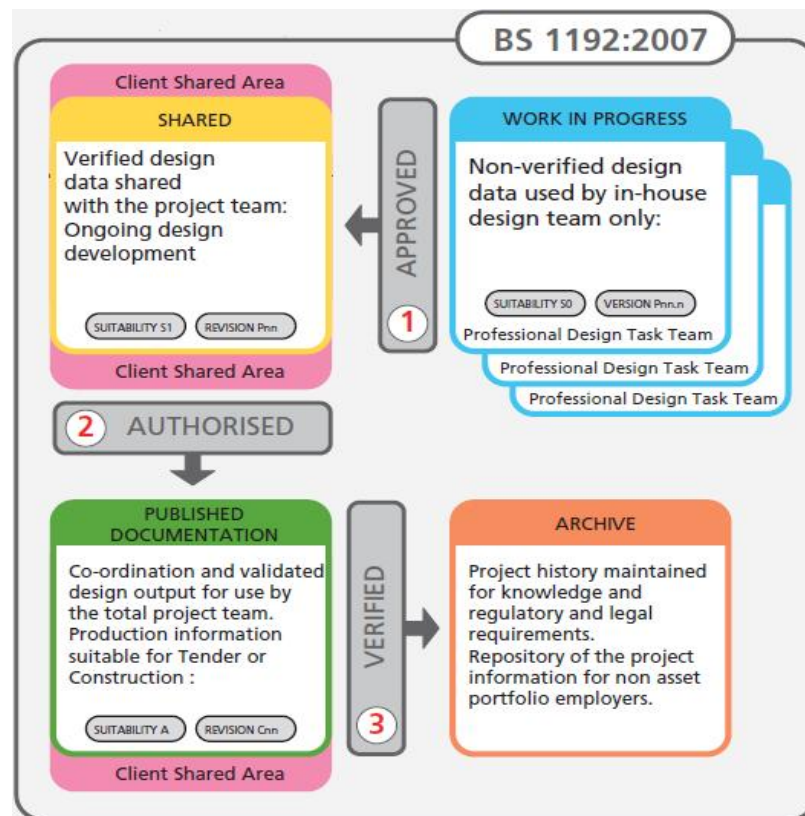 BS 1192:2007
Client Shared Area
SHARED
Verified design
data shared
with the project team:
Ongoing design
development
SUITABILITY S1
REVISION Pnn
Client Shared Area
APPROVED
1
WORK IN PROGRESS
Non-verified design
data used by in-house
design team only:
SUITABILITY S0
VERSION Pnn.n
Professional Design Task Team
Professional Design Task Team
Professional Design Task Team
2
AUTHORISED
PUBLISHED
DOCUMENTATION
Co-ordination and validated
design output for use by
the total project team.
Production information
suitable for Tender or
Construction :
SUITABILITY A
REVISION Cnn
Client Shared Area
VERIFIED
3
ARCHIVE
Project history maintained
for knowledge and
regulatory and legal
requirements.
Repository of the project
information for non asset
portfolio employers.